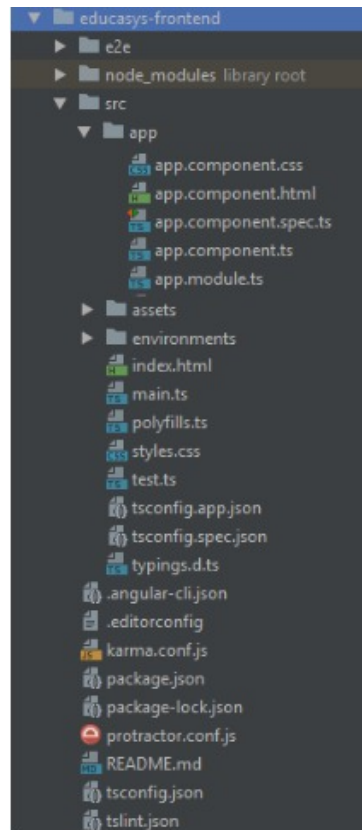 educasys-frontend
e2e
node_modules library root
src
app
app.component.css
app.component.html
app.component.spec.ts
app.component.ts
app.module.ts
assets
environments
index.html
main.ts
polyfills.ts
styles.css
test.ts
tsconfig.app.json
tsconfig.spec.json
typings.d.ts
.angular-cli.json
.editorconfig
karma.conf.js
package.json
package-lock.json
protractor.conf.js
README.md
tsconfig.json
tslint.json